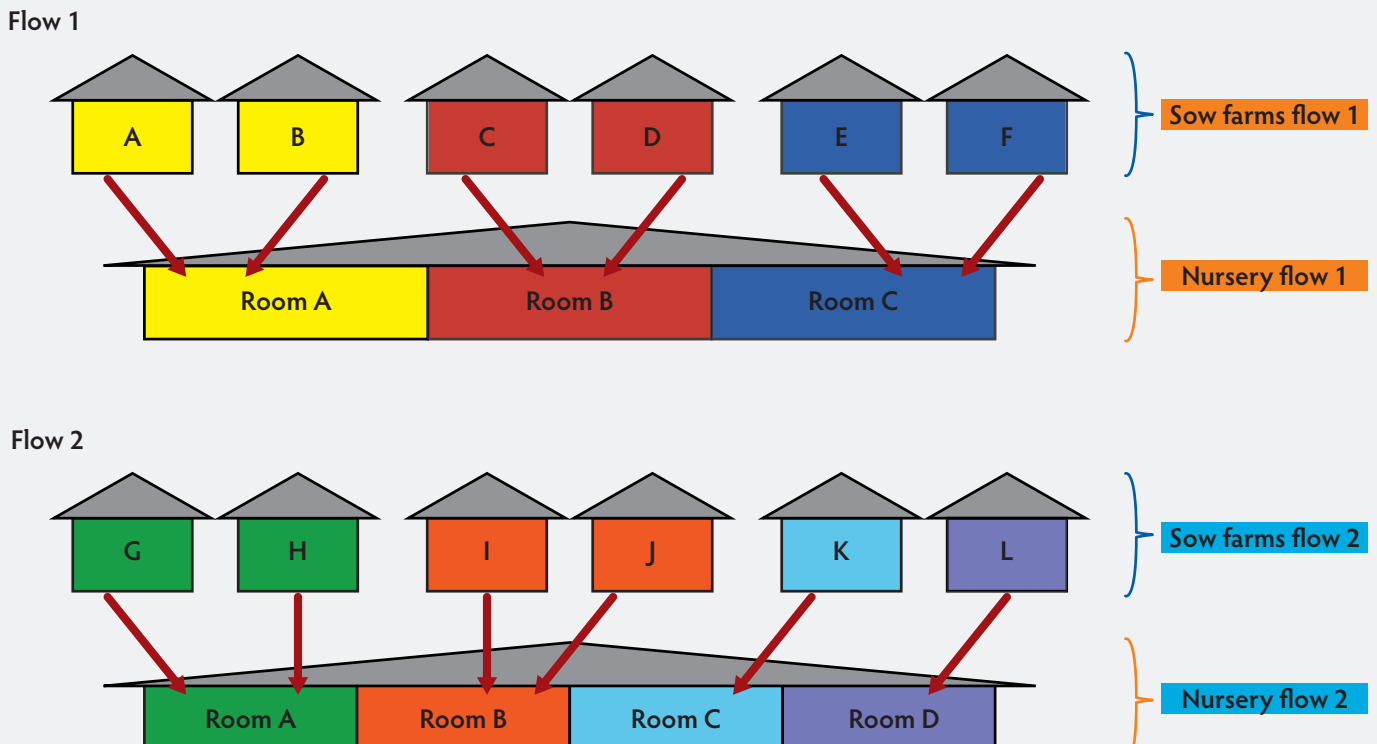 Flow 1
A B C D E F
Sow farms flow 1
Room A Room B Room C
Nursery flow 1
Flow 2
G H I J K L
Sow farms flow 2
Room A Room B Room C Room D
Nursery flow 2